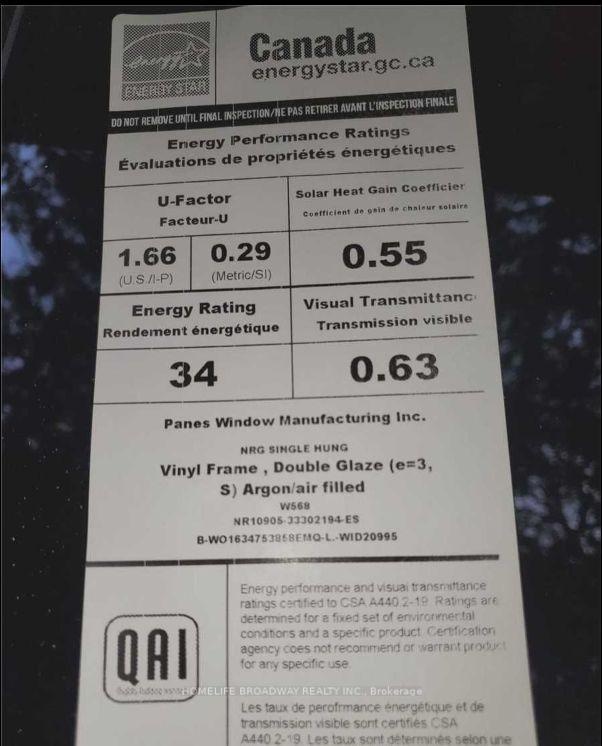 energy
ENERGY STAR
Canada
energystar.gc.ca
DO NOT REMOVE UNTIL FINAL INSPECTION/NE PAS RETIRER AVANT L'INSPECTION FINALE
Energy Performance Ratings
Évaluations de propriétés énergétiques
U-Factor
Facteur-U
Solar Heat Gain Coefficier
Coefficient de gain de chaleur solaire
1.66
(U.S./I-P)
0.29
(Metric/SI)
0.55
Energy Rating
Rendement énergétique
Visual Transmittanc
Transmission visible
34
0.63
Panes Window Manufacturing Inc.
NRG SINGLE HUNG
Vinyl Frame , Double Glaze (e=3,
S) Argon/air filled
W568
NR10905-33302194-ES
B-WO1634753858EMQ-L.-WID20995
QAI
Energy performance and visual transmittance
ratings certified to CSA A440.2-19. Ratings are
determined for a fixed set of environmental
conditions and a specific product. Certification
agency does not recommend or warrant product
for any specific use.
HOMELIFE BROADWAY REALTY INC., Brokerage
Les taux de perofrmance énergétique et de
transmission visible sont certifiés CSA
A440.2-19. Les taux sont déterminés selon une